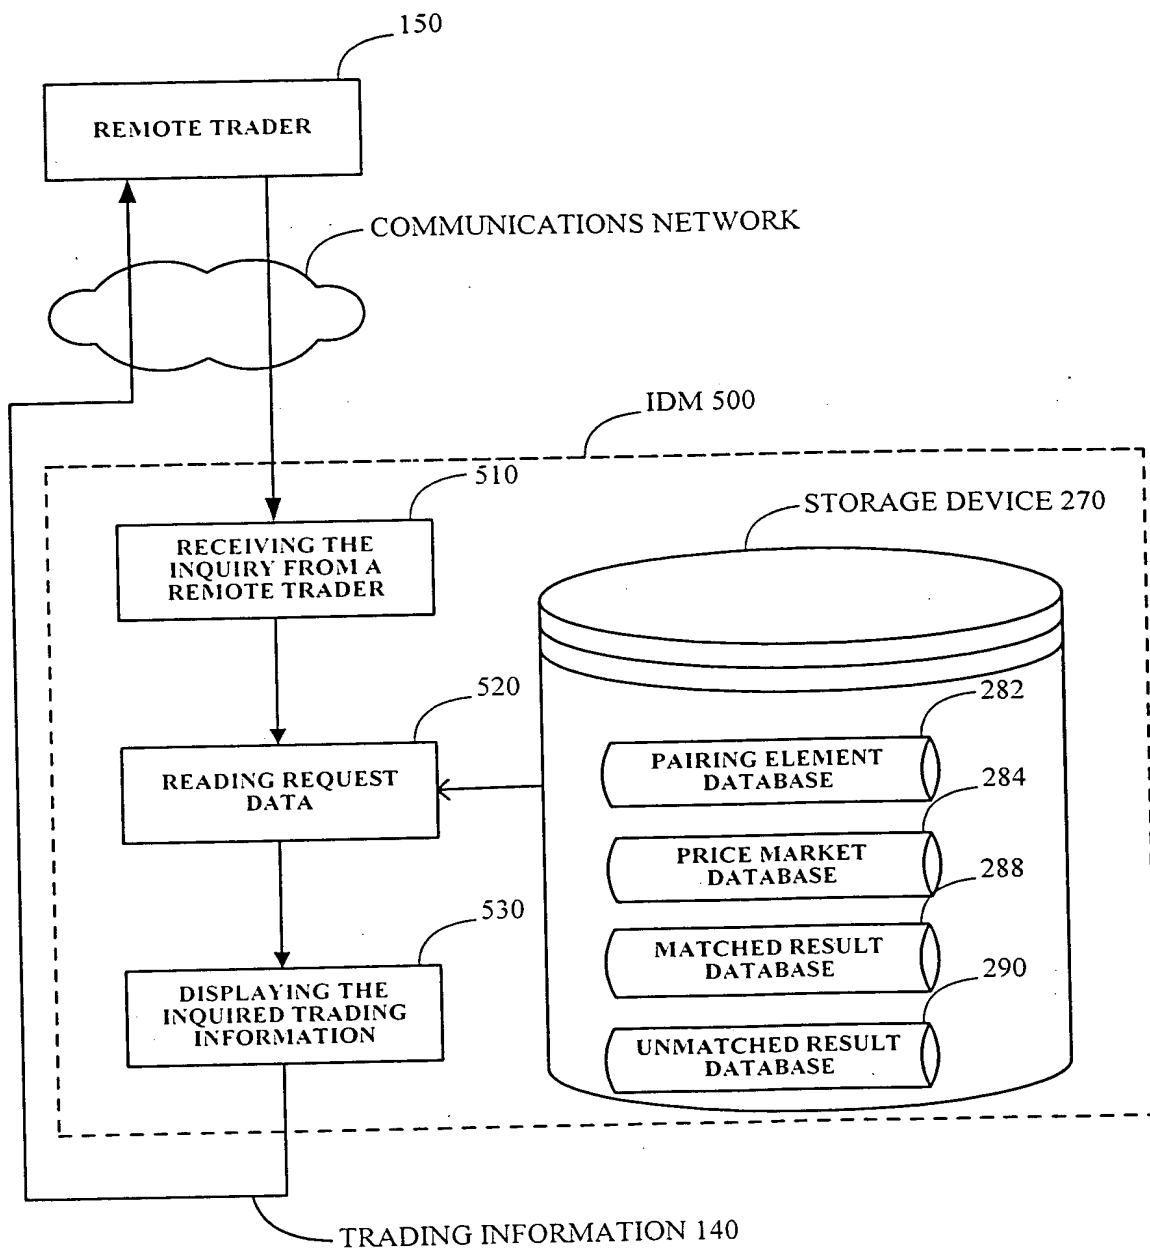 150
REMOTE TRADER
COMMUNICATIONS NETWORK
IDM 500
510
STORAGE DEVICE 270
RECEIVING THE
INQUIRY FROM A
REMOTE TRADER
520
282
PAIRING ELEMENT
DATABASE
READING REQUEST
DATA
284
PRICE MARKET
DATABASE
288
530
MATCHED RESULT
DATABASE
290
DISPLAYING THE
INQUIRED TRADING
INFORMATION
UNMATCHED RESULT
DATABASE
TRADING INFORMATION 140